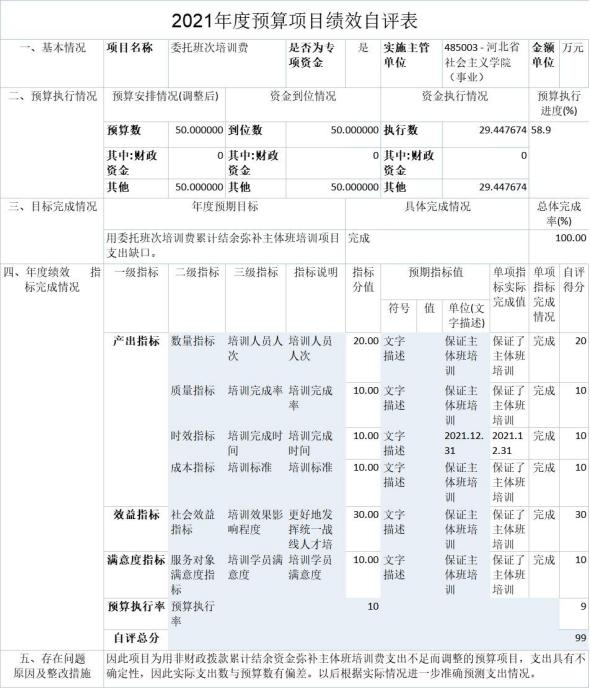 2021年度预算项目绩效自评表
一、基本情况 项目名称 委托班次培训费 是否为专项资金 是 实施主管单位 485003 - 河北省社会主义学院（事业） 金额单位 万元
二、预算执行情况 预算安排情况(调整后) 资金到位情况 资金执行情况 预算执行进度(%)
预算数 50.000000 到位数 50.000000 执行数 29.447674 58.9
其中:财政资金 0 其中:财政资金 0 其中:财政资金 0
其他 50.000000 其他 50.000000 其他 29.447674
三、目标完成情况 年度预期目标 具体完成情况 总体完成率(%)
用委托班次培训费累计结余弥补主体班培训项目支出缺口。 完成 100.00
四、年度绩效 指标完成情况 一级指标 二级指标 三级指标 指标说明 指标分值 预期指标值 单项指标实际完成值 单项指标完成情况 自评得分
符号 值 单位(文字描述)
产出指标 数量指标 培训人员人次 培训人员人次 20.00 文字描述 保证主体班培训 保证了主体班培训 完成 20
质量指标 培训完成率 培训完成率 10.00 文字描述 保证主体班培训 保证了主体班培训 完成 10
时效指标 培训完成时间 培训完成时间 10.00 文字描述 2021.12.31 2021.12.31 完成 10
成本指标 培训标准 培训标准 10.00 文字描述 保证主体班培训 保证了主体班培训 完成 10
效益指标 社会效益指标 培训效果影响程度 更好地发挥统一战线人才培 30.00 文字描述 保证主体班培训 保证了主体班培训 完成 30
满意度指标 服务对象满意度指标 培训学员满意度 培训学员满意度 10.00 文字描述 保证主体班培训 保证了主体班培训 完成 10
预算执行率 预算执行率 10 9
自评总分 99
五、存在问题原因及整改措施 因此项目为用非财政拨款累计结余资金弥补主体班培训费支出不足而调整的预算项目，支出具有不确定性，因此实际支出数与预算数有偏差。以后根据实际情况进一步准确预测支出情况。